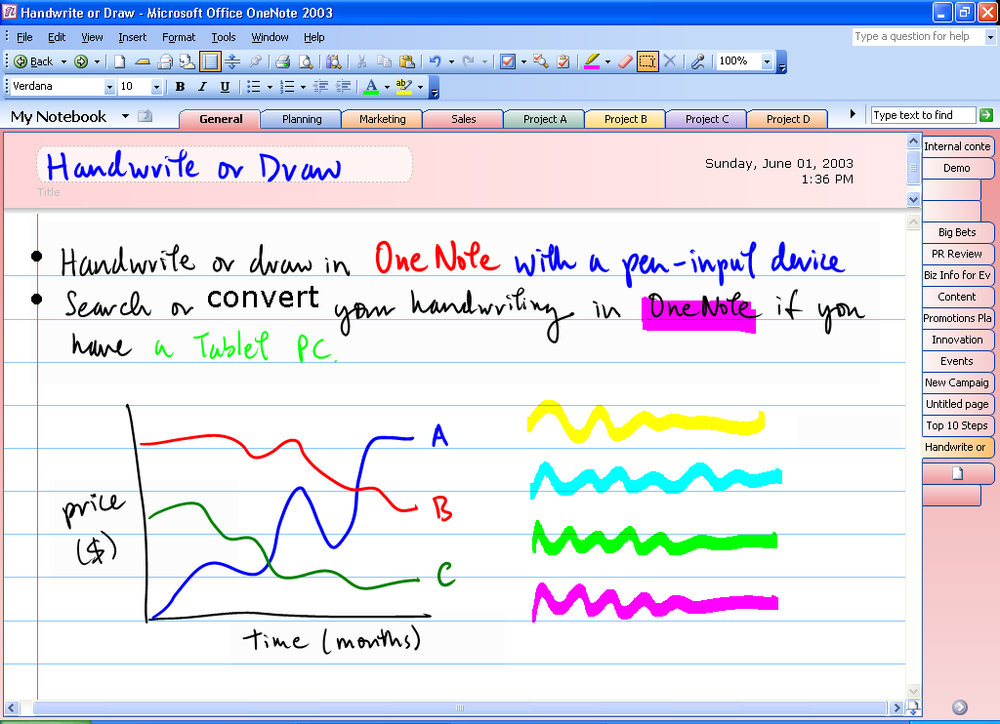 Handwrite or Draw - Microsoft Office OneNote 2003
File Edit View Insert Format Tools Window Help
Type a question for help
Back
100%
Verdana 10 B I U A ab
My Notebook
General Planning Marketing Sales Project A Project B Project C Project D
Type text to find
Handwrite or Draw
Title
Sunday, June 01, 2003
1:36 PM
• Handwrite or draw in OneNote with a pen-input device
• Search or convert your handwriting in OneNote if you
have a Tablet PC.
A
B
C
price
($)
time (months)
Internal conte
Demo
Big Bets
PR Review
Biz Info for Ev
Content
Promotions Pla
Innovation
Events
New Campaig
Untitled page
Top 10 Steps
Handwrite or